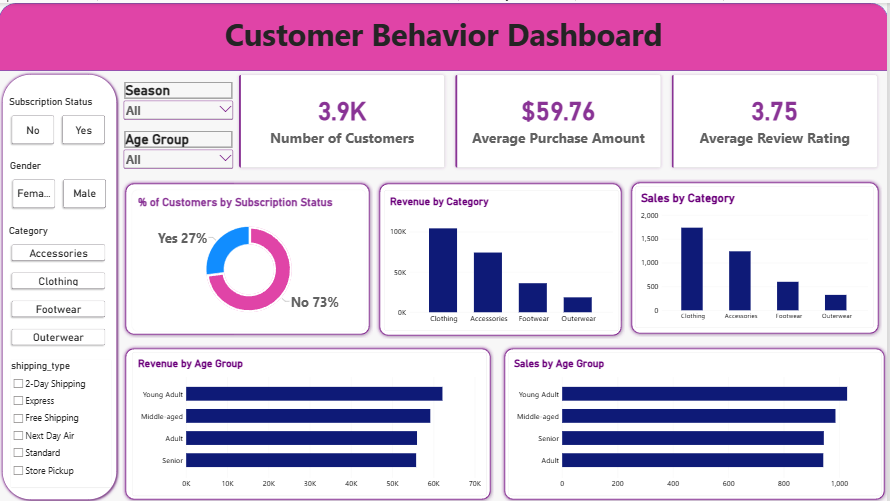 Customer Behavior Dashboard
Subscription Status
No
Yes
Gender
Fema...
Male
Category
Accessories
Clothing
Footwear
Outerwear
shipping_type
2-Day Shipping
Express
Free Shipping
Next Day Air
Standard
Store Pickup
Season
All
Age Group
All
3.9K
Number of Customers
$59.76
Average Purchase Amount
3.75
Average Review Rating
% of Customers by Subscription Status
Yes 27%
No 73%
Revenue by Category
100K
50K
0K
Clothing
Accessories
Footwear
Outerwear
Sales by Category
2,000
1,500
1,000
500
0
Clothing
Accessories
Footwear
Outerwear
Revenue by Age Group
Young Adult
Middle-aged
Adult
Senior
0K
10K
20K
30K
40K
50K
60K
70K
Sales by Age Group
Young Adult
Middle-aged
Senior
Adult
0
200
400
600
800
1,000